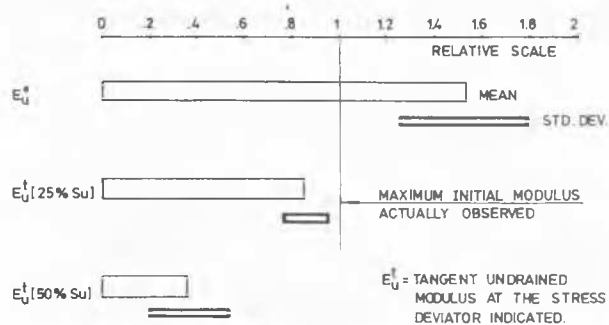 0 .2 .4 .6 .8 1 1.2 1.4 1.6 1.8 2
RELATIVE SCALE
E_u^e MEAN
STD. DEV.
E_u^t [25% Su]
MAXIMUM INITIAL MODULUS
ACTUALLY OBSERVED
E_u^t [50% Su]
E_u^t = TANGENT UNDRAINED
MODULUS AT THE STRESS
DEVIATOR INDICATED.